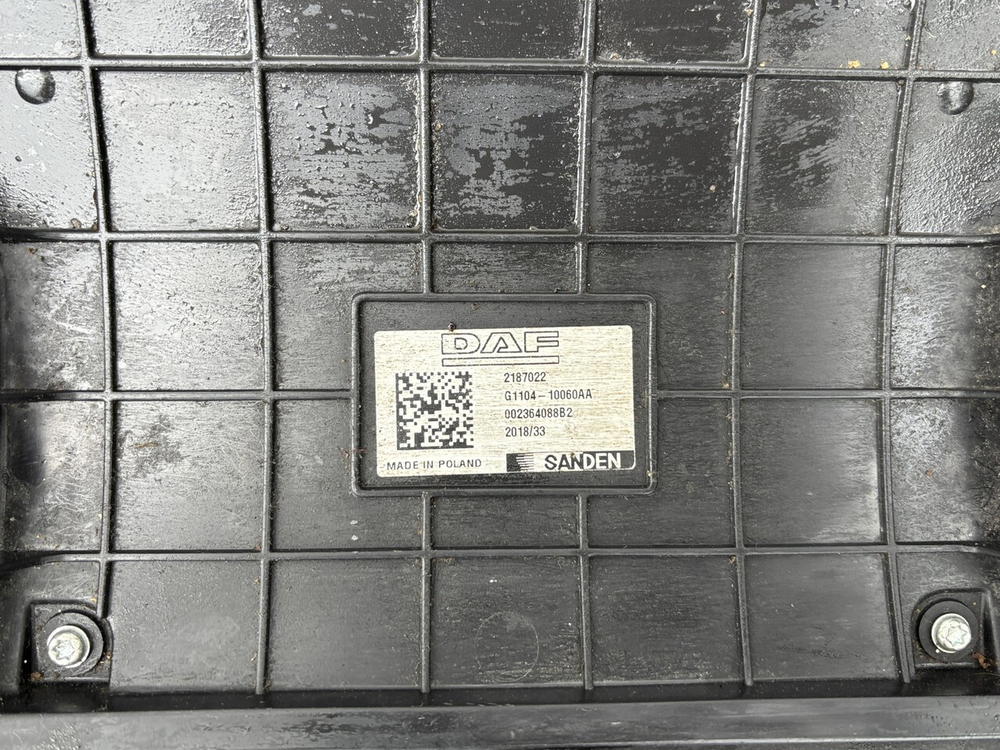 DAF
2187022
G1104-10060AA
002364088B2
2018/33
MADE IN POLAND SANDEN